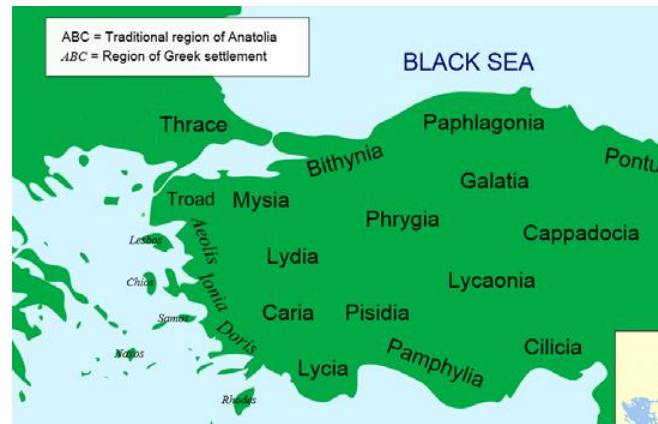 ABC = Traditional region of Anatolia
ABC = Region of Greek settlement
BLACK SEA
Thrace
Paphlagonia
Bithynia
Pontu
Galatia
Troad
Mysia
Phrygia
Cappadocia
Aeolis
Lesbos
Lydia
Lycaonia
Chios
Ionia
Samos
Caria
Pisidia
Doris
Naxos
Lycia
Pamphylia
Cilicia
Rhodes